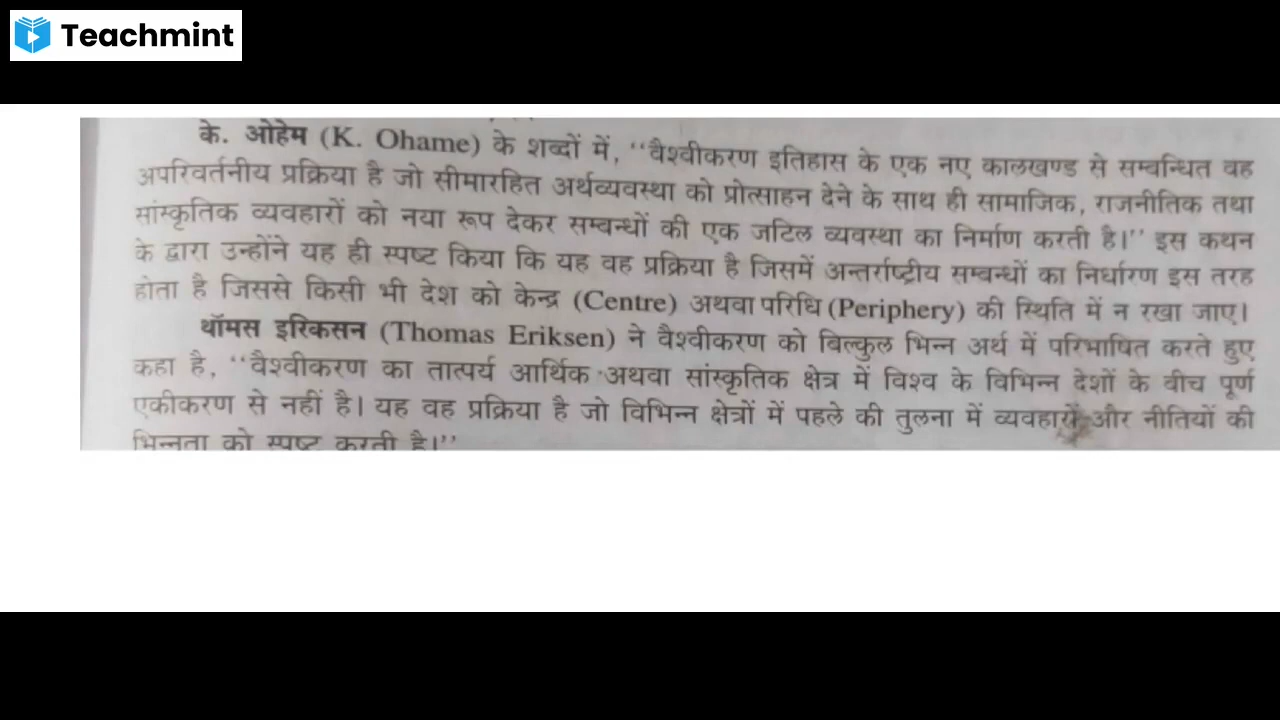 Teachmint
के. ओहेम (K. Ohame) के शब्दों में, ‘‘वैश्वीकरण इतिहास के एक नए कालखण्ड से सम्बन्धित वह
अपरिवर्तनीय प्रक्रिया है जो सीमारहित अर्थव्यवस्था को प्रोत्साहन देने के साथ ही सामाजिक, राजनीतिक तथा
सांस्कृतिक व्यवहारों को नया रूप देकर सम्बन्धों की एक जटिल व्यवस्था का निर्माण करती है।’’ इस कथन
के द्वारा उन्होंने यह ही स्पष्ट किया कि यह वह प्रक्रिया है जिसमें अन्तर्राष्ट्रीय सम्बन्धों का निर्धारण इस तरह
होता है जिससे किसी भी देश को केन्द्र (Centre) अथवा परिधि (Periphery) की स्थिति में न रखा जाए।
थॉमस इरिकसन (Thomas Eriksen) ने वैश्वीकरण को बिल्कुल भिन्न अर्थ में परिभाषित करते हुए
कहा है, ‘‘वैश्वीकरण का तात्पर्य आर्थिक अथवा सांस्कृतिक क्षेत्र में विश्व के विभिन्न देशों के बीच पूर्ण
एकीकरण से नहीं है। यह वह प्रक्रिया है जो विभिन्न क्षेत्रों में पहले की तुलना में व्यवहारों और नीतियों की
भिन्नता को स्पष्ट करती है।’’